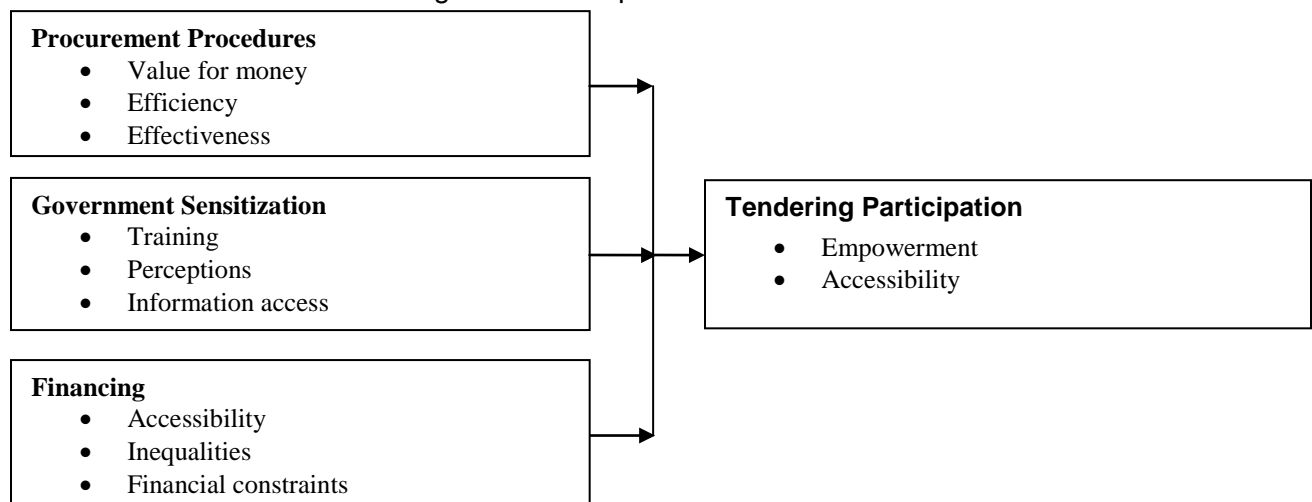 Procurement Procedures
• Value for money
• Efficiency
• Effectiveness
Government Sensitization
• Training
• Perceptions
• Information access
Tendering Participation
• Empowerment
• Accessibility
Financing
• Accessibility
• Inequalities
• Financial constraints